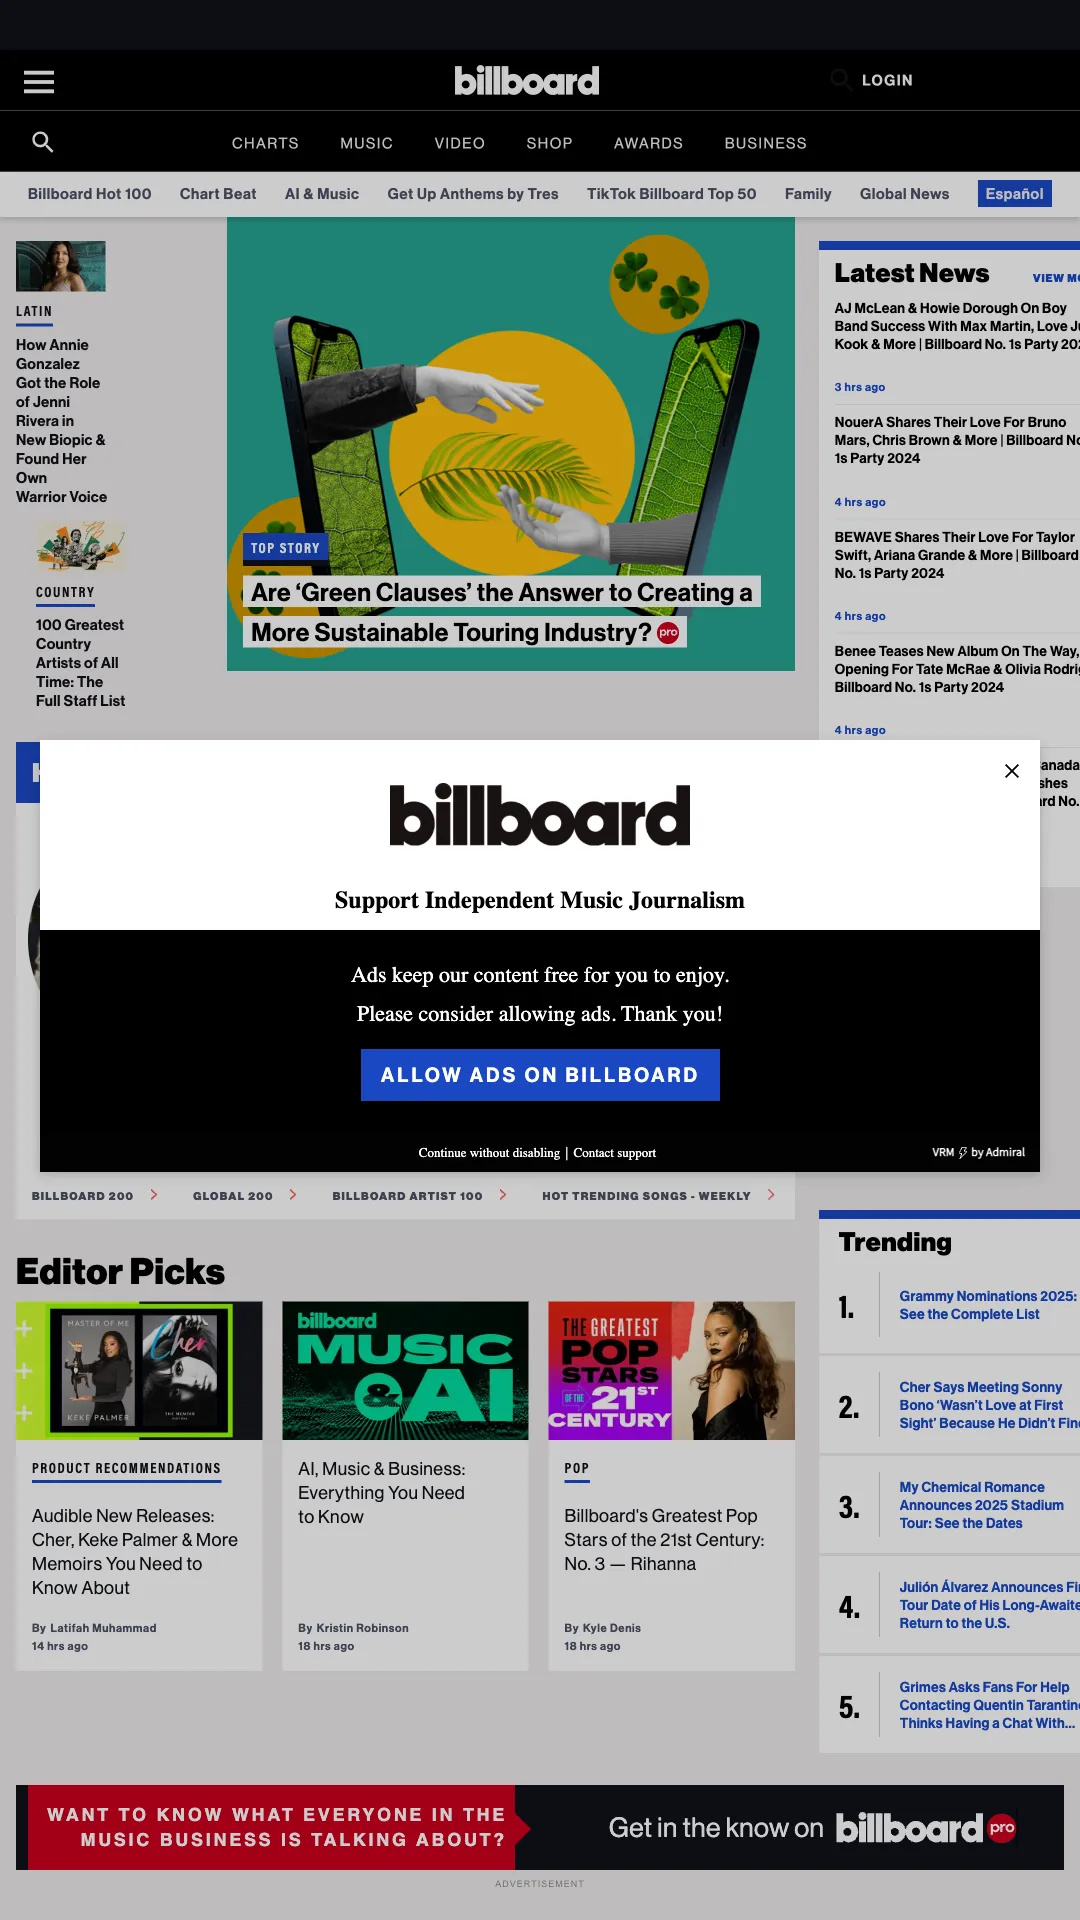 billboard
LOGIN
CHARTS
MUSIC
VIDEO
SHOP
AWARDS
BUSINESS
Billboard Hot 100
Chart Beat
AI & Music
Get Up Anthems by Tres
TikTok Billboard Top 50
Family
Global News
Español
LATIN
How Annie
Gonzalez
Got the Role
of Jenni
Rivera in
New Biopic &
Found Her
Own
Warrior Voice
COUNTRY
100 Greatest
Country
Artists of All
Time: The
Full Staff List
TOP STORY
Are ‘Green Clauses’ the Answer to Creating a
More Sustainable Touring Industry? pro
Latest News
VIEW
AJ McLean & Howie Dorough On Boy
Band Success With Max Martin, Love
Kook & More | Billboard No. 1s Party
3 hrs ago
NouerA Shares Their Love For Bruno
Mars, Chris Brown & More | Billboard
1s Party 2024
4 hrs ago
BEWAVE Shares Their Love For Taylor
Swift, Ariana Grande & More | Billboard
No. 1s Party 2024
4 hrs ago
Benee Teases New Album On The Way,
Opening For Tate McRae & Olivia
Billboard No. 1s Party 2024
4 hrs ago
No.
billboard
Support Independent Music Journalism
Ads keep our content free for you to enjoy.
Please consider allowing ads. Thank you!
ALLOW ADS ON BILLBOARD
Continue without disabling | Contact support
VRM by Admiral
BILLBOARD 200
GLOBAL 200
BILLBOARD ARTIST 100
HOT TRENDING SONGS - WEEKLY
Editor Picks
MASTER OF ME
KEKE PALMER
Cher
THE MEMOIR
PRODUCT RECOMMENDATIONS
Audible New Releases:
Cher, Keke Palmer & More
Memoirs You Need to
Know About
By Latifah Muhammad
14 hrs ago
billboard
MUSIC
& AI
AI, Music & Business:
Everything You Need
to Know
By Kristin Robinson
18 hrs ago
THE GREATEST
POP
STARS
OF THE 21ST
CENTURY
POP
Billboard's Greatest Pop
Stars of the 21st Century:
No. 3 — Rihanna
By Kyle Denis
18 hrs ago
Trending
1.
Grammy Nominations 2025:
See the Complete List
2.
Cher Says Meeting Sonny
Bono ‘Wasn’t Love at First
Sight’ Because He Didn’t
3.
My Chemical Romance
Announces 2025 Stadium
Tour: See the Dates
4.
Julión Álvarez Announces
Tour Date of His
Return to the U.S.
5.
Grimes Asks Fans For Help
Contacting Quentin
Thinks Having a Chat With...
WANT TO KNOW WHAT EVERYONE IN THE
MUSIC BUSINESS IS TALKING ABOUT?
Get in the know on billboard pro
ADVERTISEMENT